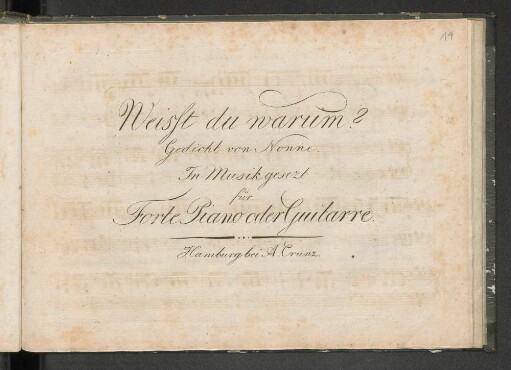 19
Weisst du warum?
Gedicht von Nonne.
In Musik gesezt
für
Forte Piano oder Guitarre.
Hamburg bei A. Cranz.